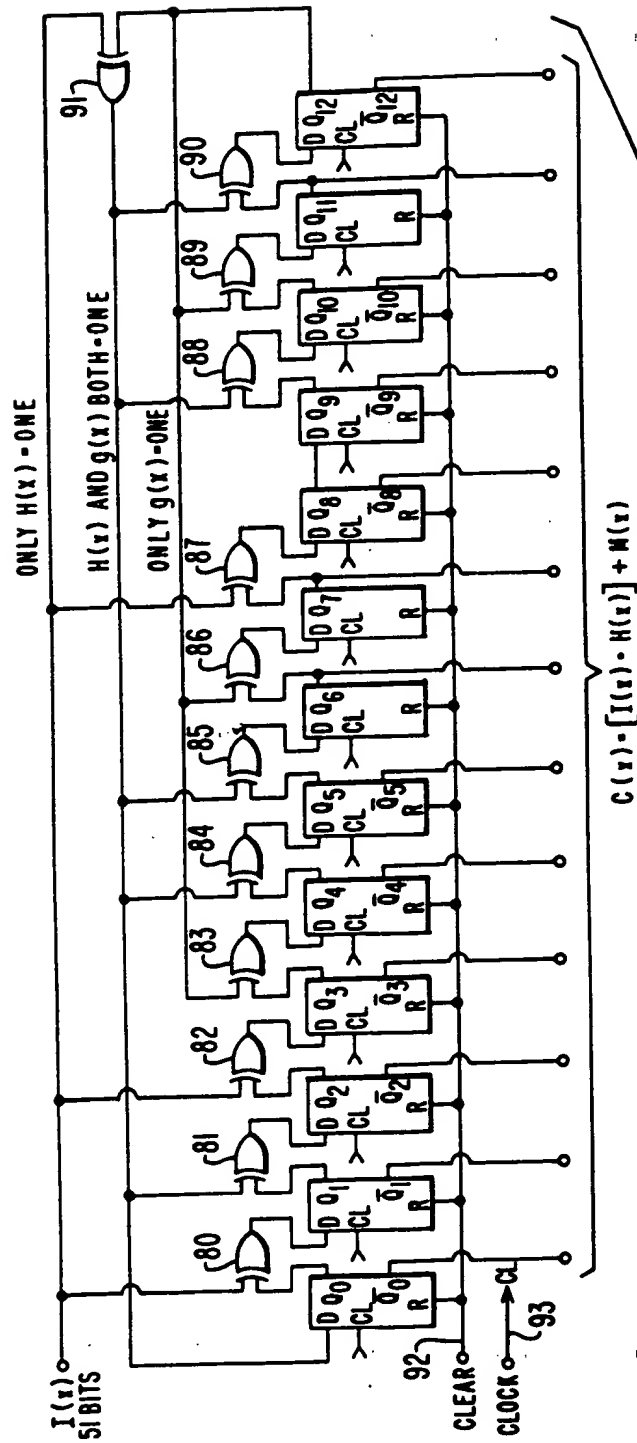 I(x)
51 BITS
ONLY H(x) = ONE
H(x) AND g(x) BOTH = ONE
ONLY g(x) = ONE
91
80
81
82
83
84
85
86
87
88
89
90
D Q0
CL
Q̅0
R
D Q1
CL
Q̅1
R
D Q2
CL
Q̅2
R
D Q3
CL
Q̅3
R
D Q4
CL
Q̅4
R
D Q5
CL
Q̅5
R
D Q6
CL
R
D Q7
CL
R
D Q8
CL
Q̅8
R
D Q9
CL
Q̅9
R
D Q10
CL
Q̅10
R
D Q11
CL
R
D Q12
CL
Q̅12
R
CLEAR
92
CLOCK
93
CL
C(x) = [I(x) · H(x)] + M(x)